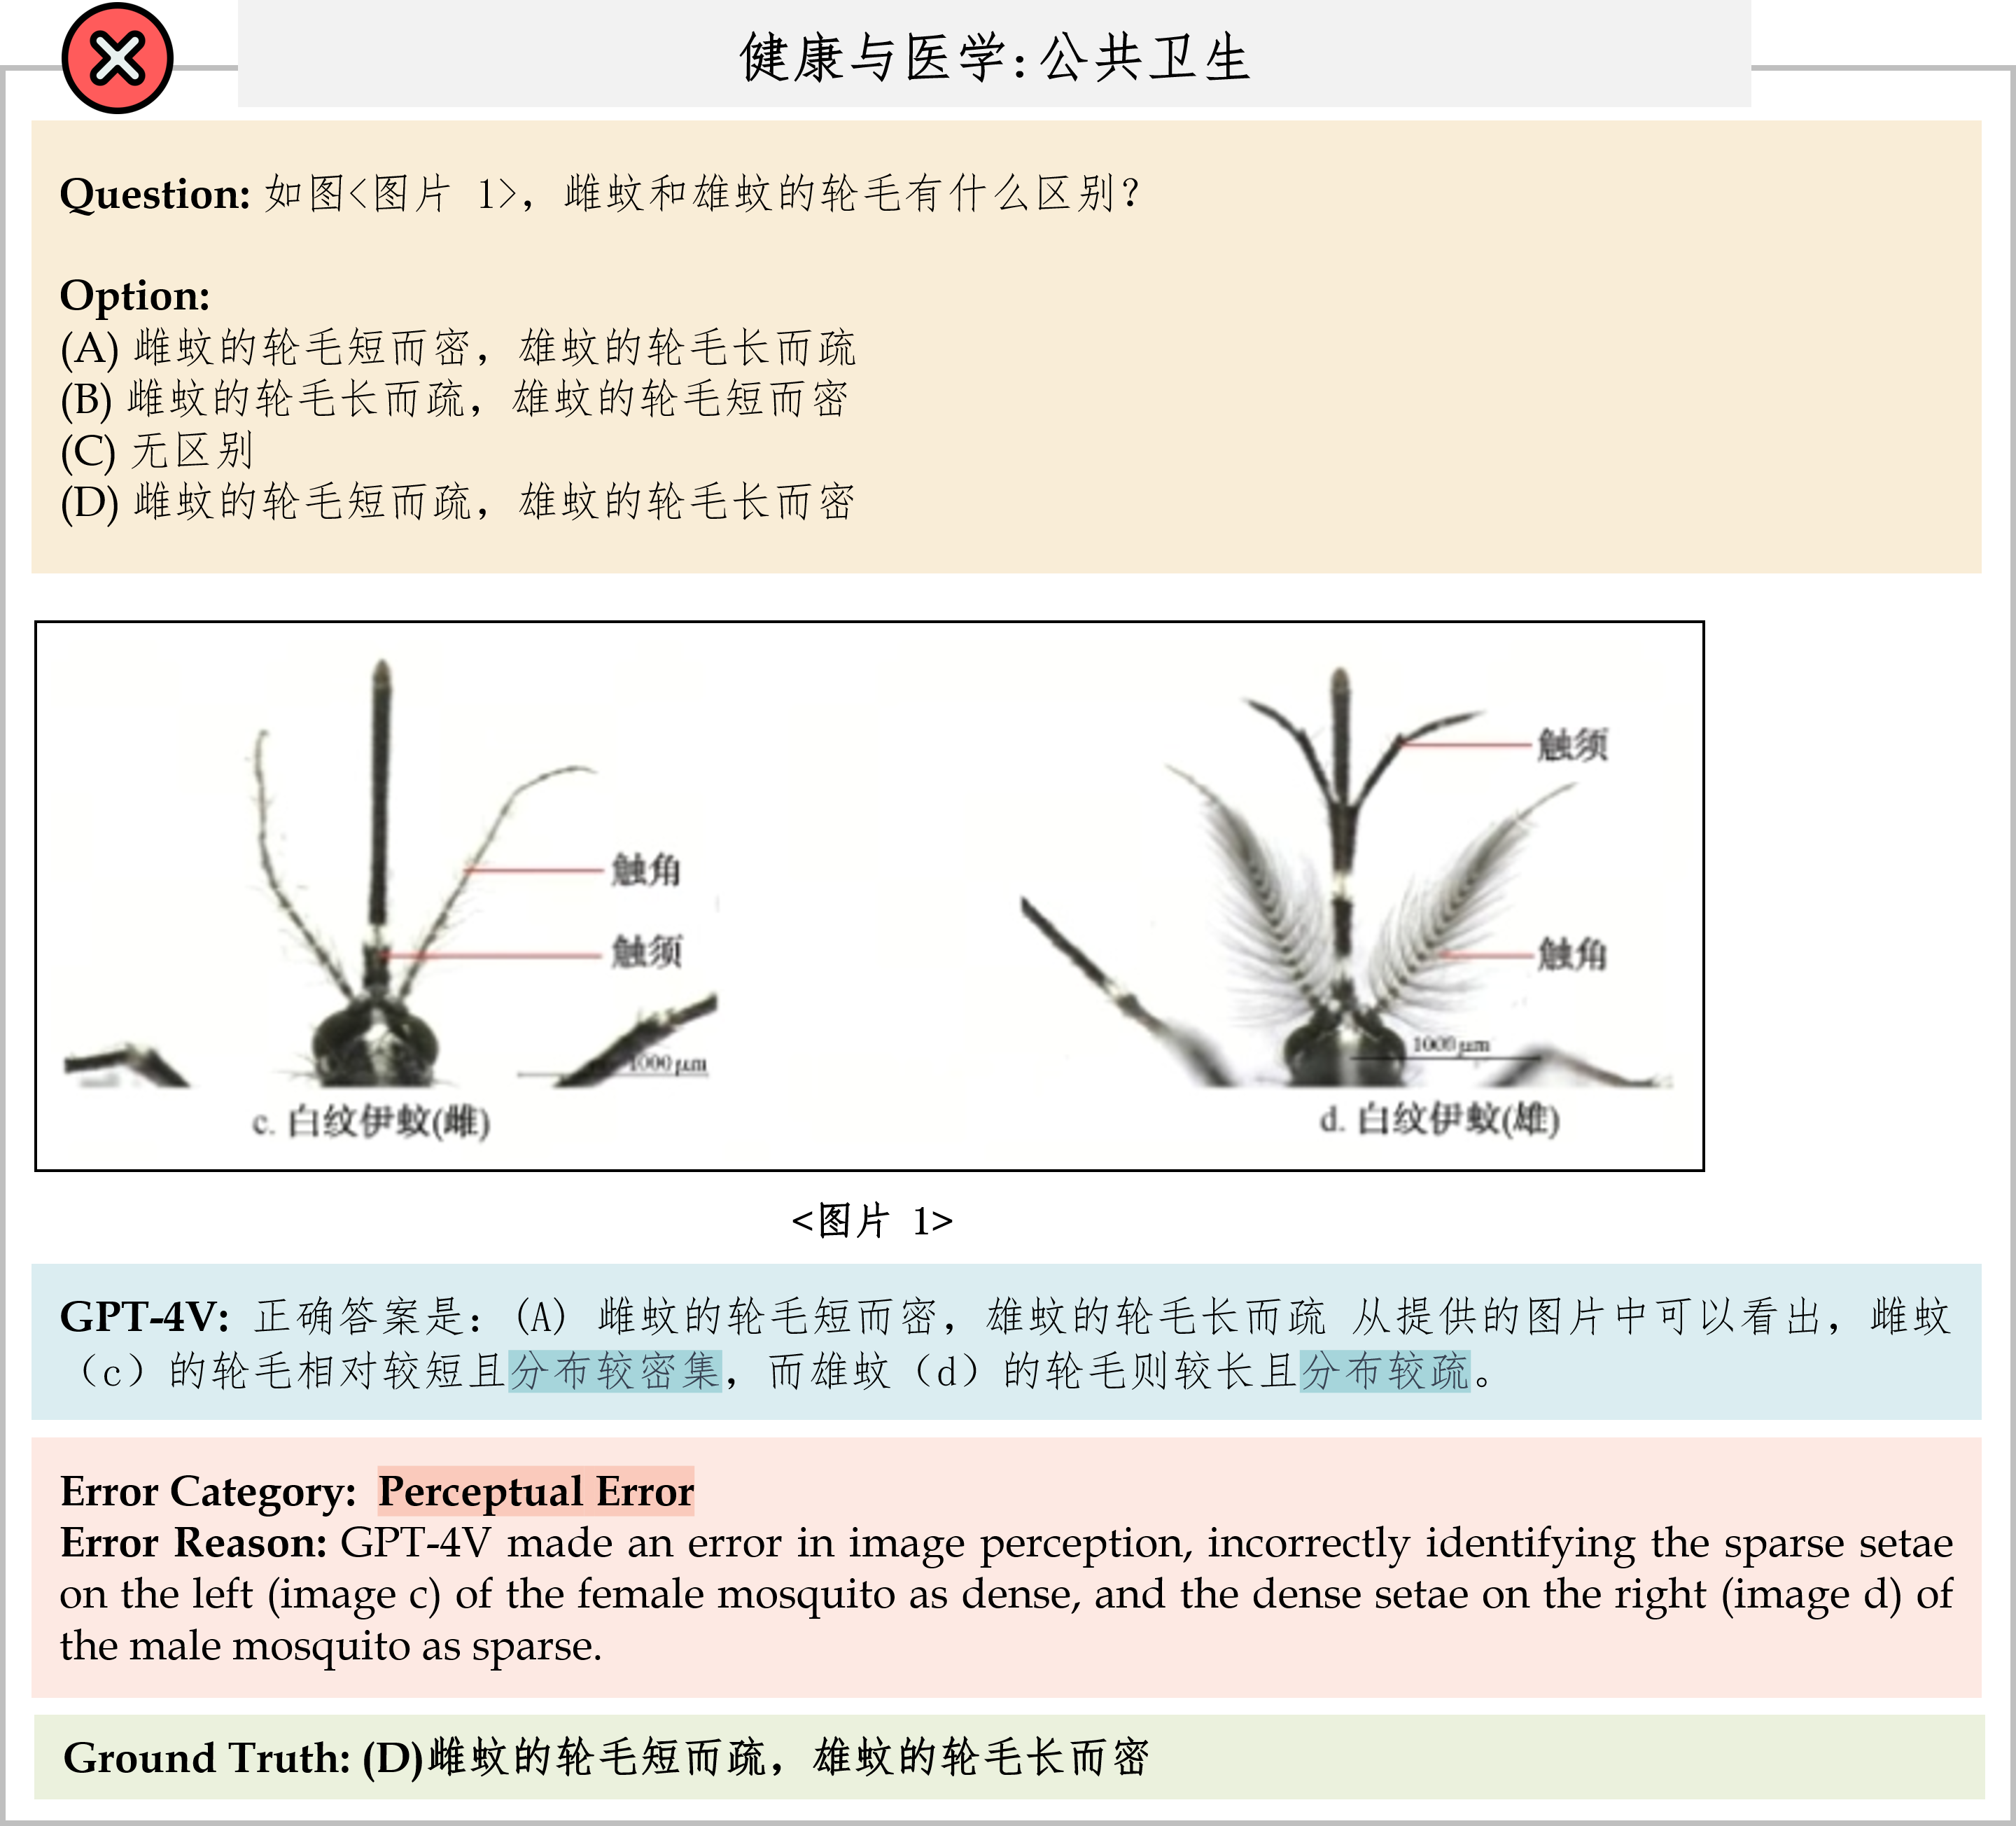 健康与医学:公共卫生
Question: 如图<图片 1>，雌蚊和雄蚊的轮毛有什么区别？
Option:
(A) 雌蚊的轮毛短而密，雄蚊的轮毛长而疏
(B) 雌蚊的轮毛长而疏，雄蚊的轮毛短而密
(C) 无区别
(D) 雌蚊的轮毛短而疏，雄蚊的轮毛长而密
触角
触须
1000μm
c. 白纹伊蚊(雌)
触须
触角
1000μm
d. 白纹伊蚊(雄)
<图片 1>
GPT-4V: 正确答案是：(A) 雌蚊的轮毛短而密，雄蚊的轮毛长而疏 从提供的图片中可以看出，雌蚊
（c）的轮毛相对较短且分布较密集，而雄蚊（d）的轮毛则较长且分布较疏。
Error Category: Perceptual Error
Error Reason: GPT-4V made an error in image perception, incorrectly identifying the sparse setae
on the left (image c) of the female mosquito as dense, and the dense setae on the right (image d) of
the male mosquito as sparse.
Ground Truth: (D)雌蚊的轮毛短而疏，雄蚊的轮毛长而密